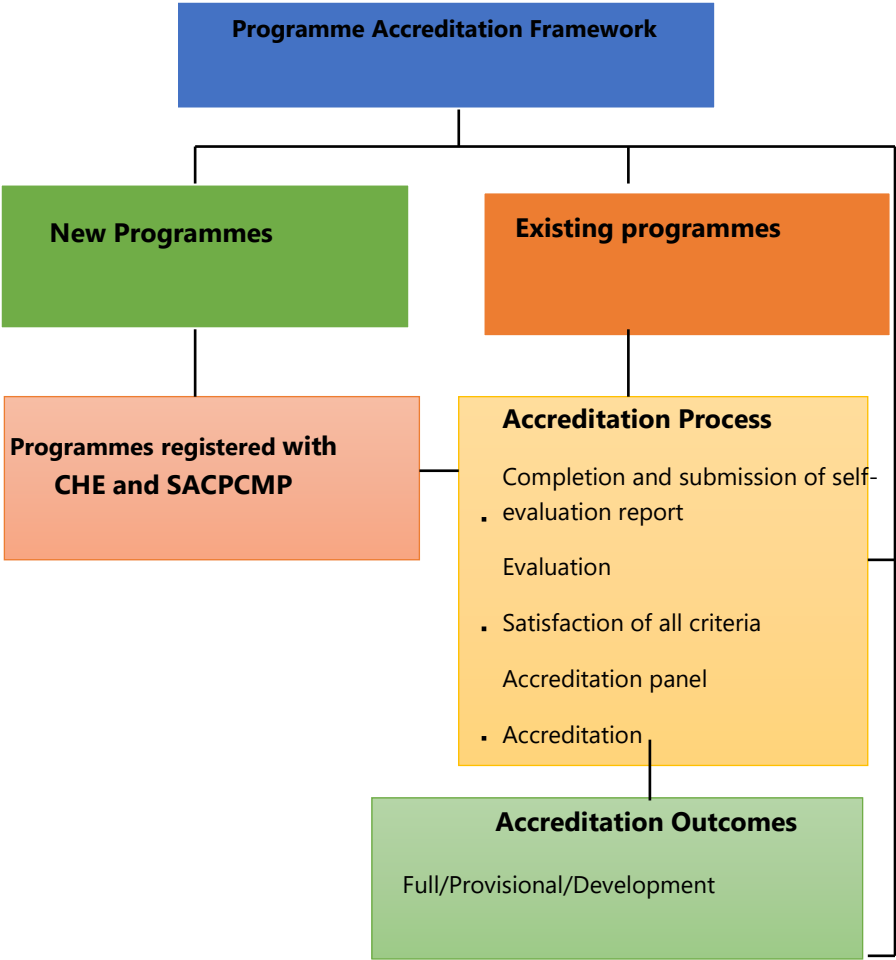 Programme Accreditation Framework
New Programmes
Existing programmes
Programmes registered with
CHE and SACPCMP
Accreditation Process
Completion and submission of self-
▪ evaluation report
Evaluation
▪ Satisfaction of all criteria
Accreditation panel
▪ Accreditation
Accreditation Outcomes
Full/Provisional/Development